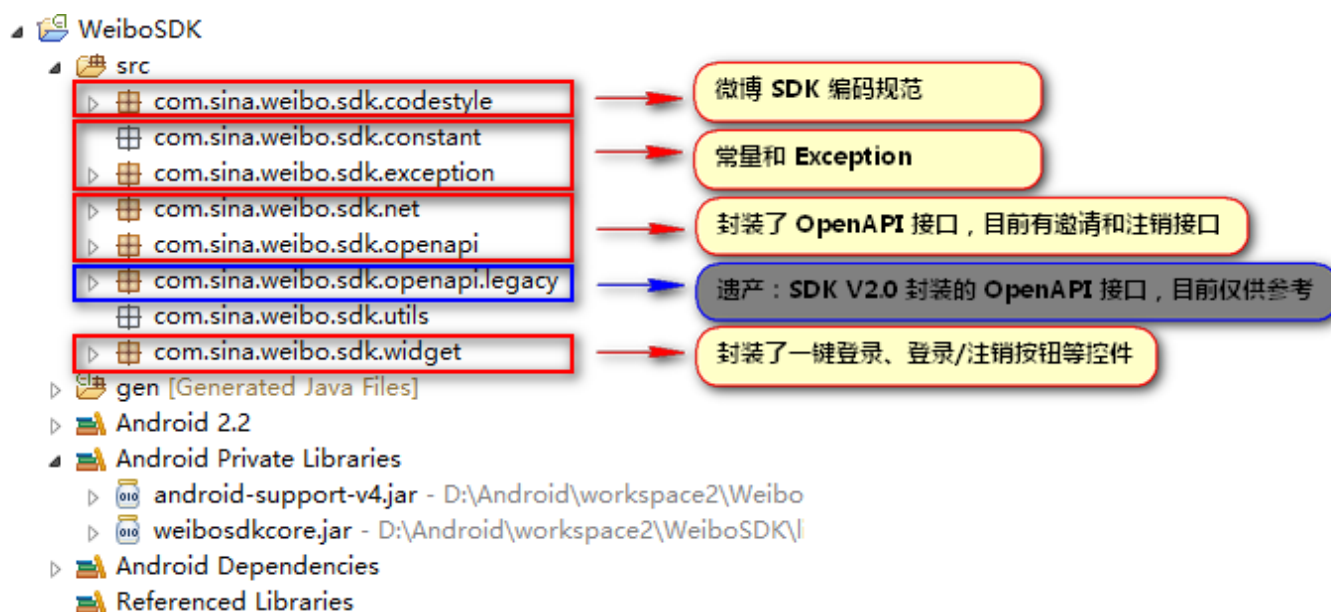 WeiboSDK
src
com.sina.weibo.sdk.codestyle
微博 SDK 编码规范
com.sina.weibo.sdk.constant
com.sina.weibo.sdk.exception
常量和 Exception
com.sina.weibo.sdk.net
com.sina.weibo.sdk.openapi
封装了 OpenAPI 接口，目前有邀请和注销接口
com.sina.weibo.sdk.openapi.legacy
遗产：SDK V2.0 封装的 OpenAPI 接口，目前仅供参考
com.sina.weibo.sdk.utils
com.sina.weibo.sdk.widget
封装了一键登录、登录/注销按钮等控件
gen [Generated Java Files]
Android 2.2
Android Private Libraries
android-support-v4.jar - D:\Android\workspace2\Weibo
weibosdkcore.jar - D:\Android\workspace2\WeiboSDK\l
Android Dependencies
Referenced Libraries